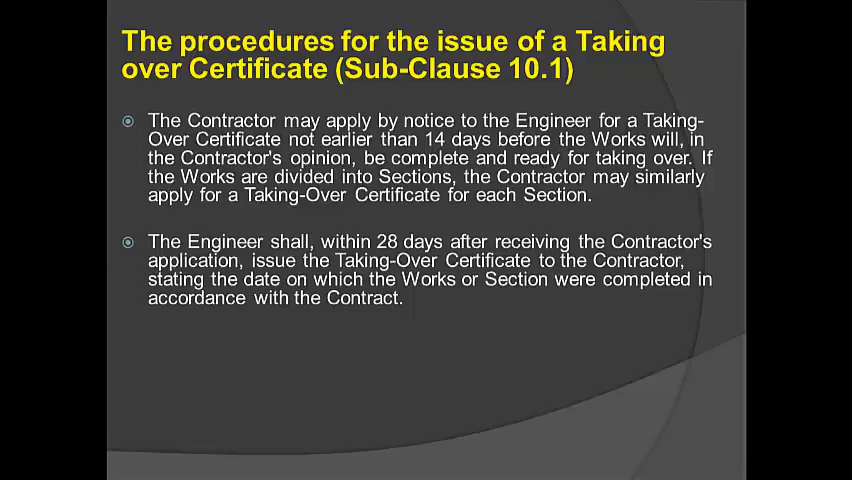 The procedures for the issue of a Taking
over Certificate (Sub-Clause 10.1)
The Contractor may apply by notice to the Engineer for a Taking-
Over Certificate not earlier than 14 days before the Works will, in
the Contractor's opinion, be complete and ready for taking over. If
the Works are divided into Sections, the Contractor may similarly
apply for a Taking-Over Certificate for each Section.
The Engineer shall, within 28 days after receiving the Contractor's
application, issue the Taking-Over Certificate to the Contractor,
stating the date on which the Works or Section were completed in
accordance with the Contract.